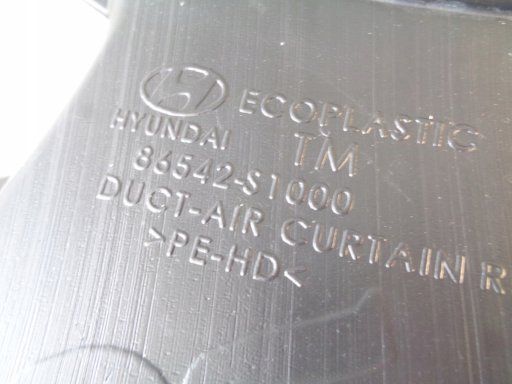 ECOPLASTIC
HYUNDAI TM
86542-S1000
DUCT-AIR CURTAIN R
>PE-HD<